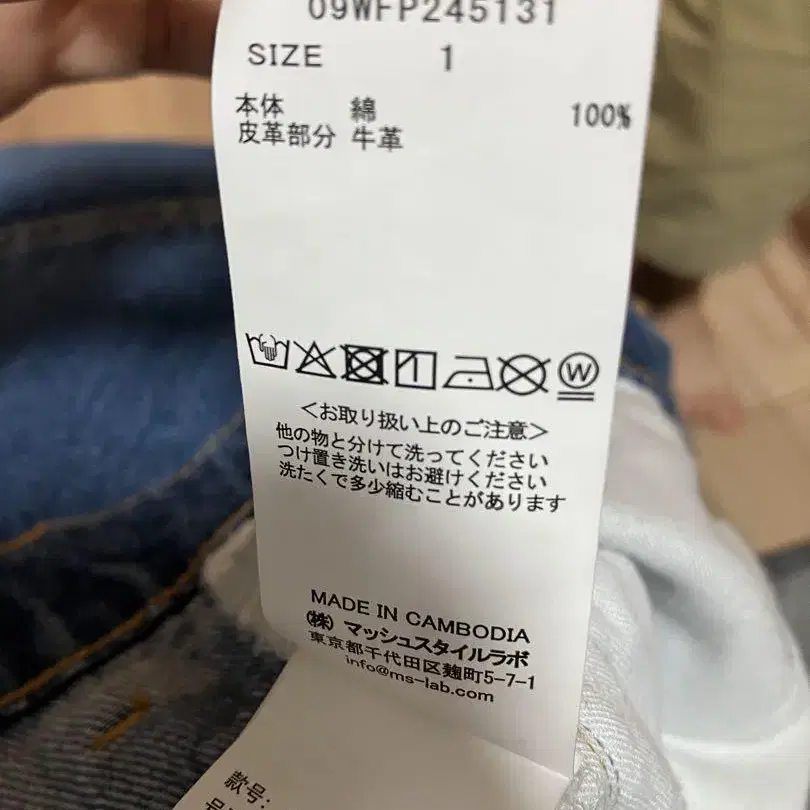 09WFP245131
SIZE 1
本体 綿 100%
皮革部分 牛革
W
<お取り扱い上のご注意>
他の物と分けて洗ってください
つけ置き洗いはお避けください
洗たくで多少縮むことがあります
MADE IN CAMBODIA
(株) マッシュスタイルラボ
東京都千代田区麹町5-7-1
info@ms-lab.com
款号: